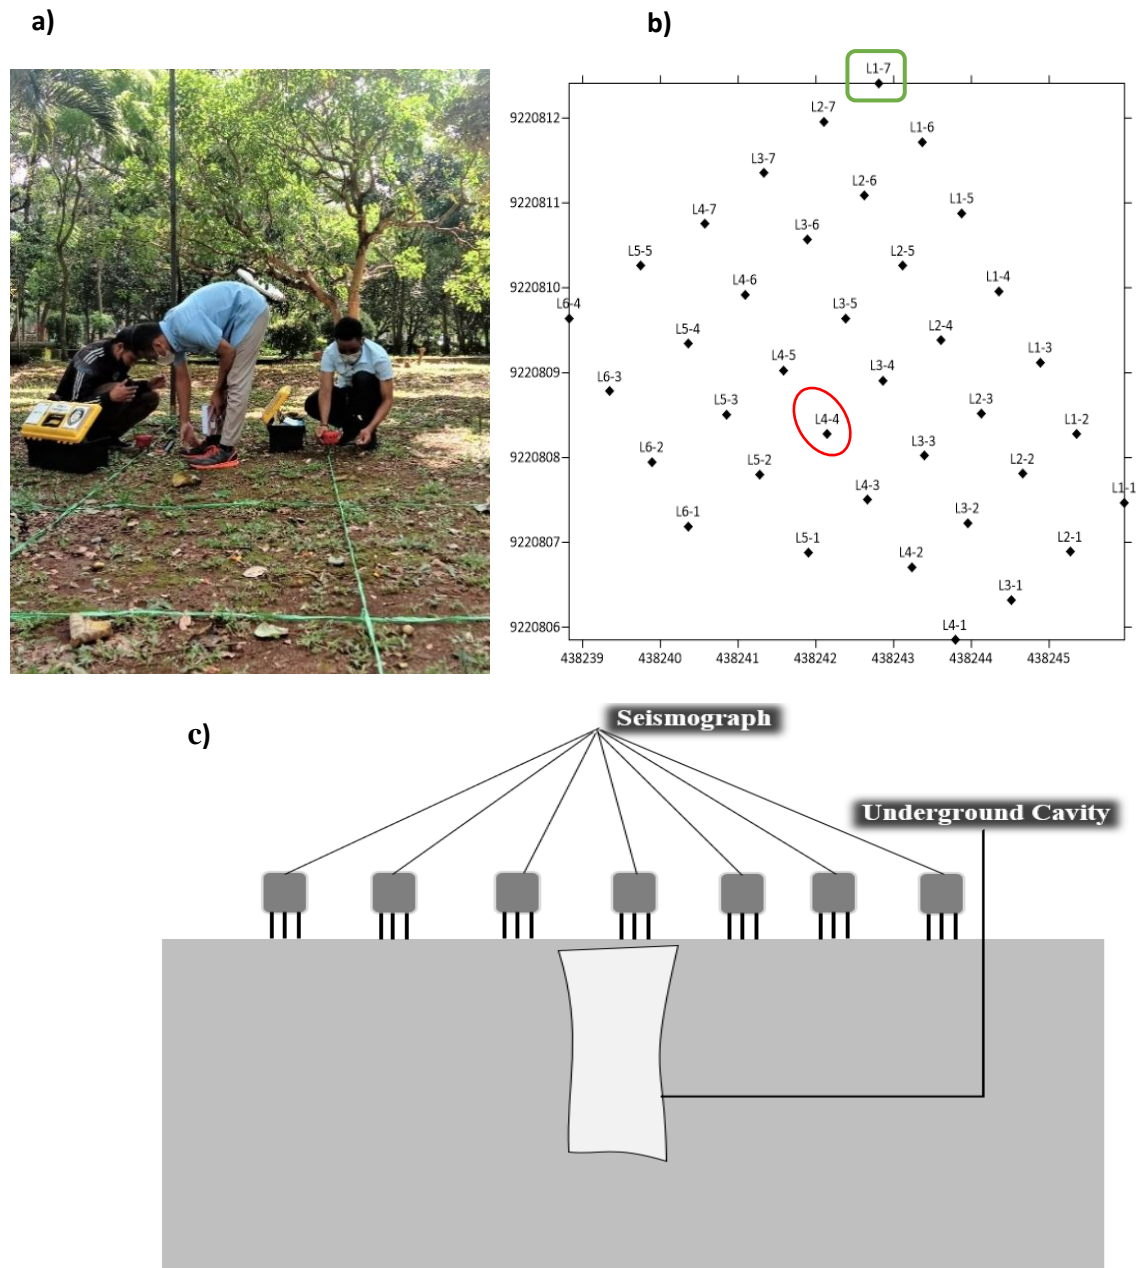 a)
b)
L1-7
9220812
L2-7
L1-6
L3-7
L2-6
9220811
L1-5
L4-7
L3-6
L5-5
L2-5
L4-6
L1-4
9220810
L6-4
L3-5
L5-4
L2-4
L1-3
L4-5
L3-4
9220809
L6-3
L5-3
L2-3
L4-4
L1-2
L3-3
9220808
L6-2
L5-2
L2-2
L4-3
L1-1
L3-2
L6-1
L5-1
L4-2
L2-1
9220807
L3-1
L4-1
9220806
438239 438240 438241 438242 438243 438244 438245
c)
Seismograph
Underground Cavity